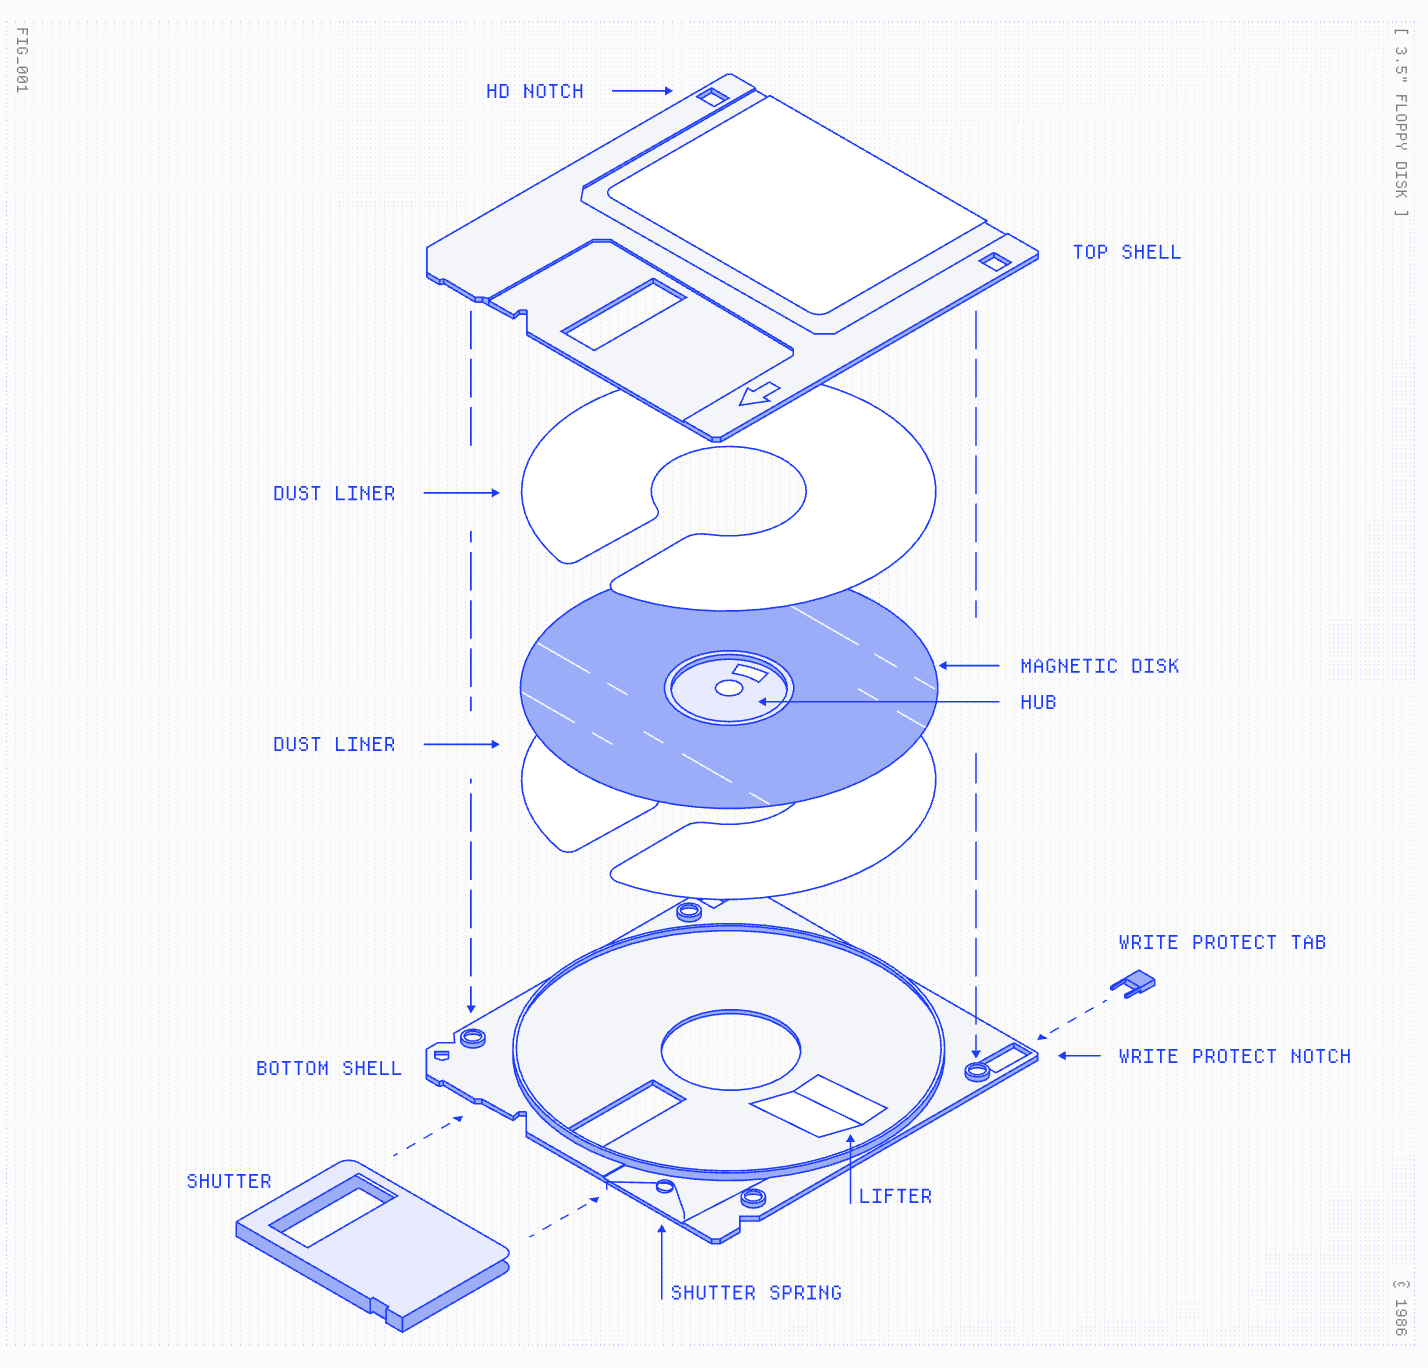 FIG_001
[ 3.5" FLOPPY DISK ]
HD NOTCH
TOP SHELL
DUST LINER
MAGNETIC DISK
HUB
DUST LINER
WRITE PROTECT TAB
WRITE PROTECT NOTCH
BOTTOM SHELL
SHUTTER
LIFTER
SHUTTER SPRING
© 1986